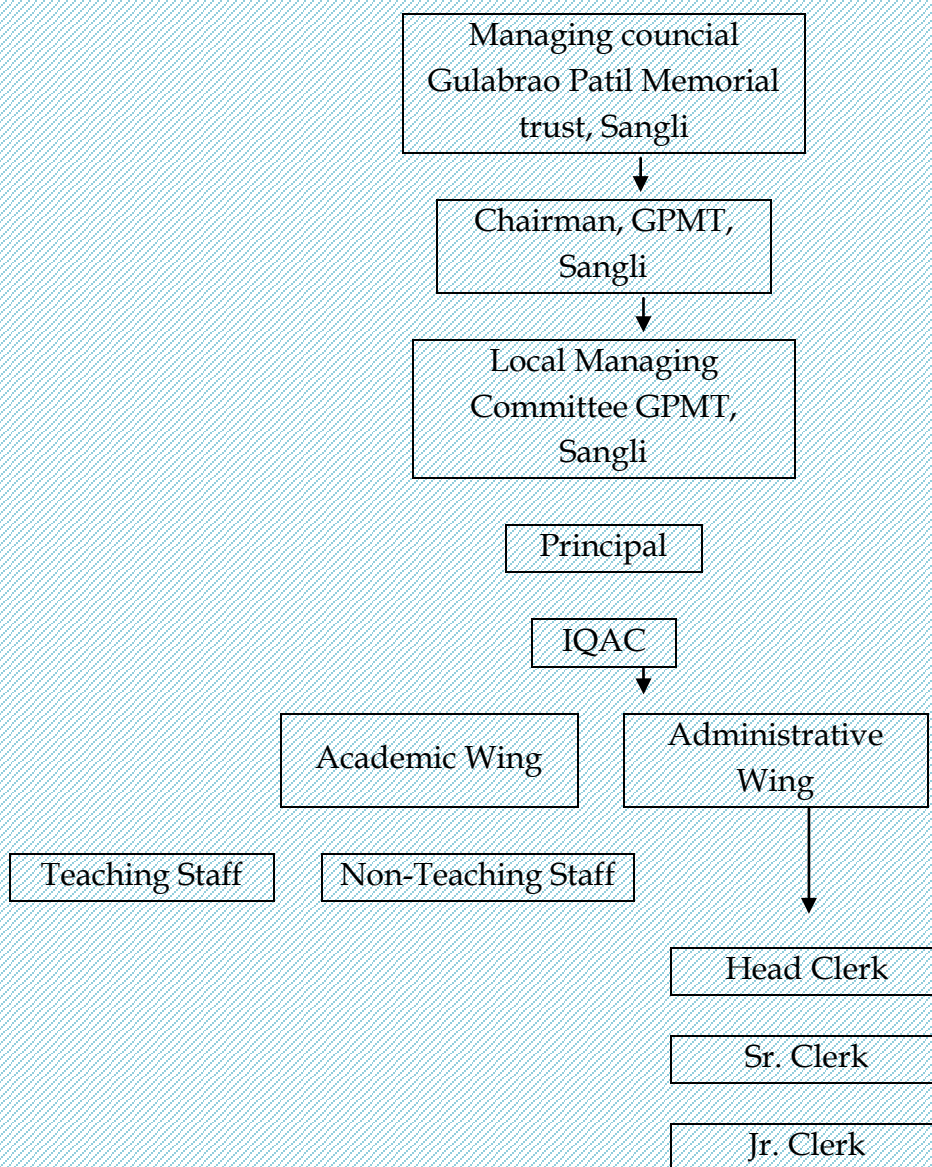 Managing councial
Gulabrao Patil Memorial
trust, Sangli
Chairman, GPMT,
Sangli
Local Managing
Committee GPMT,
Sangli
Principal
IQAC
Academic Wing
Administrative
Wing
Teaching Staff
Non-Teaching Staff
Head Clerk
Sr. Clerk
Jr. Clerk